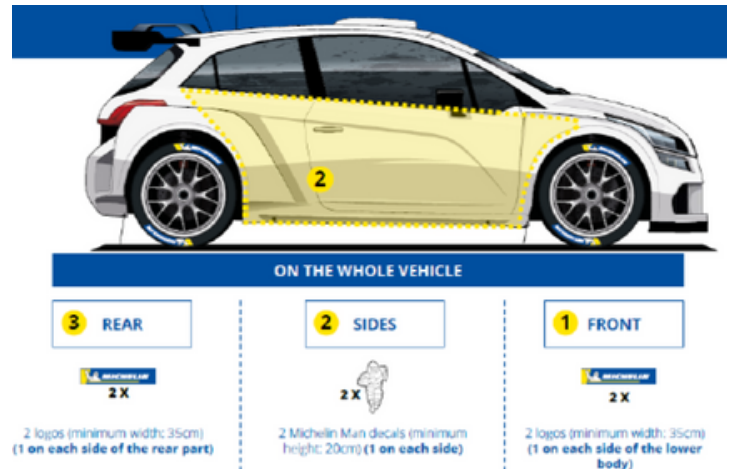 2
ON THE WHOLE VEHICLE
3 REAR
2 SIDES
1 FRONT
MICHELIN
2 X
2 X
MICHELIN
2 X
2 logos (minimum width: 35cm)
(1 on each side of the rear part)
2 Michelin Man decals (minimum
height: 20cm) (1 on each side)
2 logos (minimum width: 35cm)
(1 on each side of the lower
body)